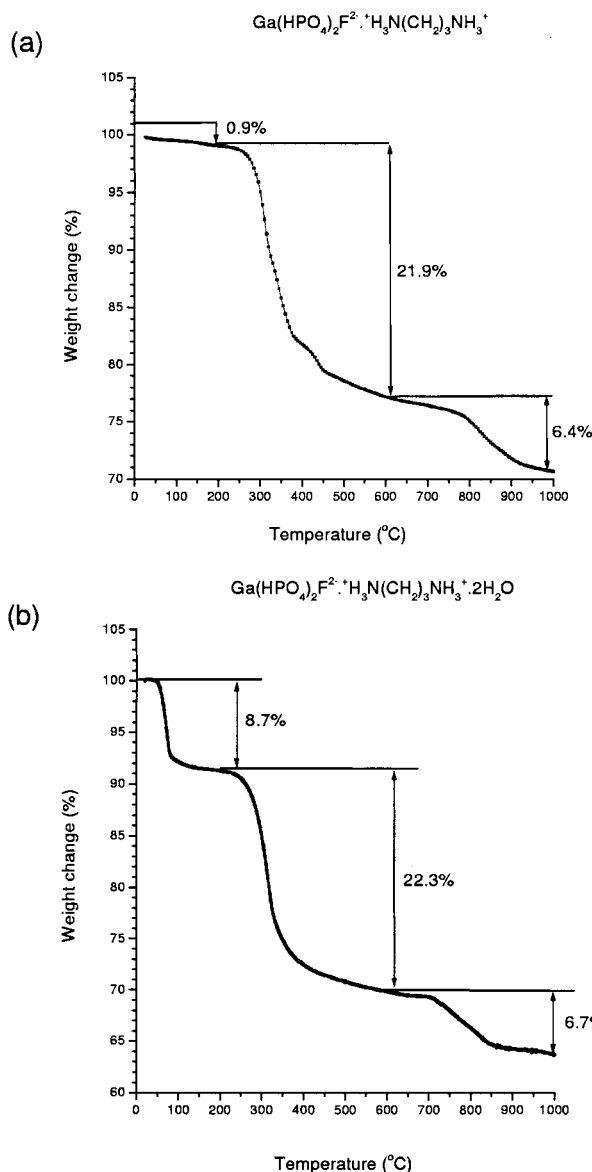 Ga(HPO₄)₂F²⁻.⁺H₃N(CH₂)₃NH₃⁺
(a)
105
100
95
90
85
80
75
70
0.9%
21.9%
6.4%
Weight change (%)
0 100 200 300 400 500 600 700 800 900 1000
Temperature (°C)
Ga(HPO₄)₂F²⁻.⁺H₃N(CH₂)₃NH₃⁺.2H₂O
(b)
105
100
95
90
85
80
75
70
65
60
8.7%
22.3%
6.7%
Weight change (%)
0 100 200 300 400 500 600 700 800 900 1000
Temperature (°C)